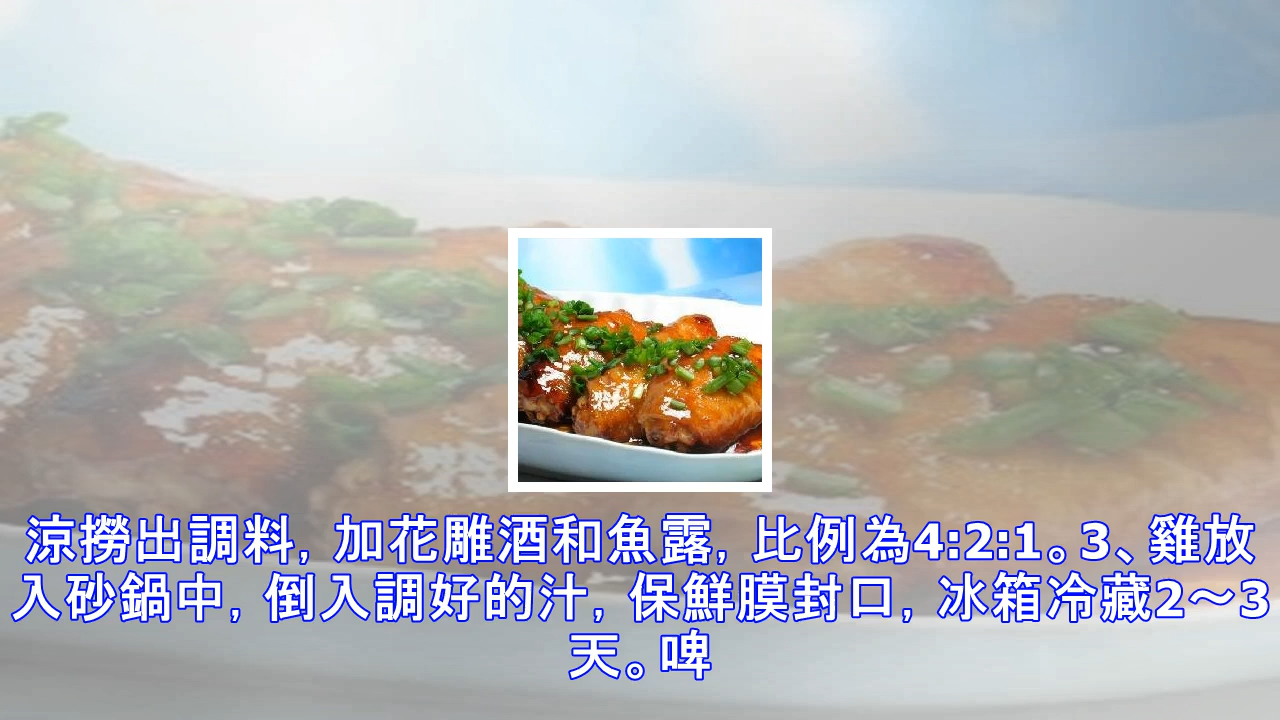 涼撈出調料, 加花雕酒和魚露, 比例為4:2:1。3、雞放
入砂鍋中, 倒入調好的汁, 保鮮膜封口, 冰箱冷藏2～3
天。啤